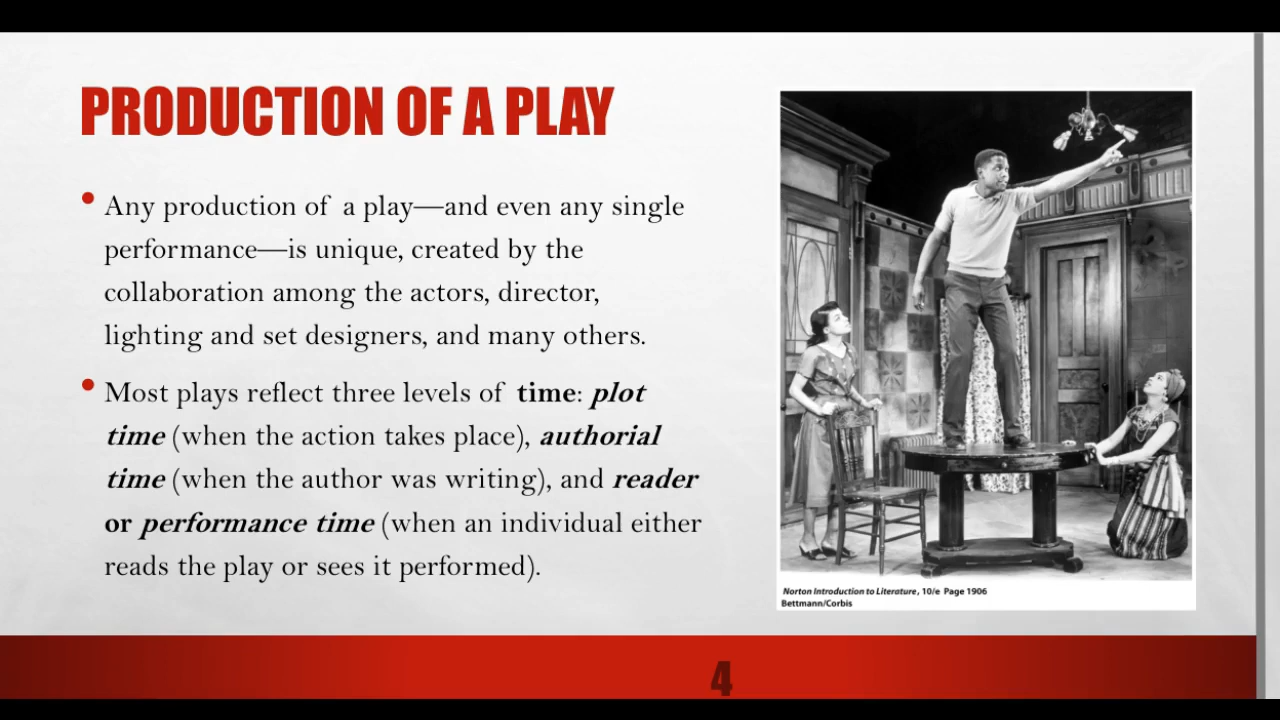 PRODUCTION OF A PLAY
• Any production of a play—and even any single
performance—is unique, created by the
collaboration among the actors, director,
lighting and set designers, and many others.
• Most plays reflect three levels of time: plot
time (when the action takes place), authorial
time (when the author was writing), and reader
or performance time (when an individual either
reads the play or sees it performed).
Norton Introduction to Literature, 10/e Page 1906
Bettmann/Corbis
4